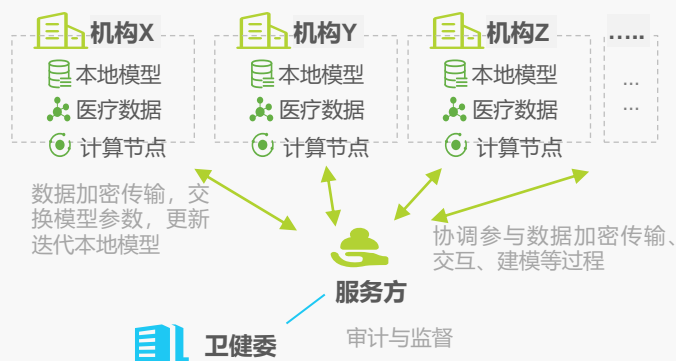 机构X
机构Y
机构Z
.....
本地模型
本地模型
本地模型
...
医疗数据
医疗数据
医疗数据
...
计算节点
计算节点
计算节点
数据加密传输，交
换模型参数，更新
迭代本地模型
协调参与数据加密传输、
交互、建模等过程
服务方
审计与监督
卫健委